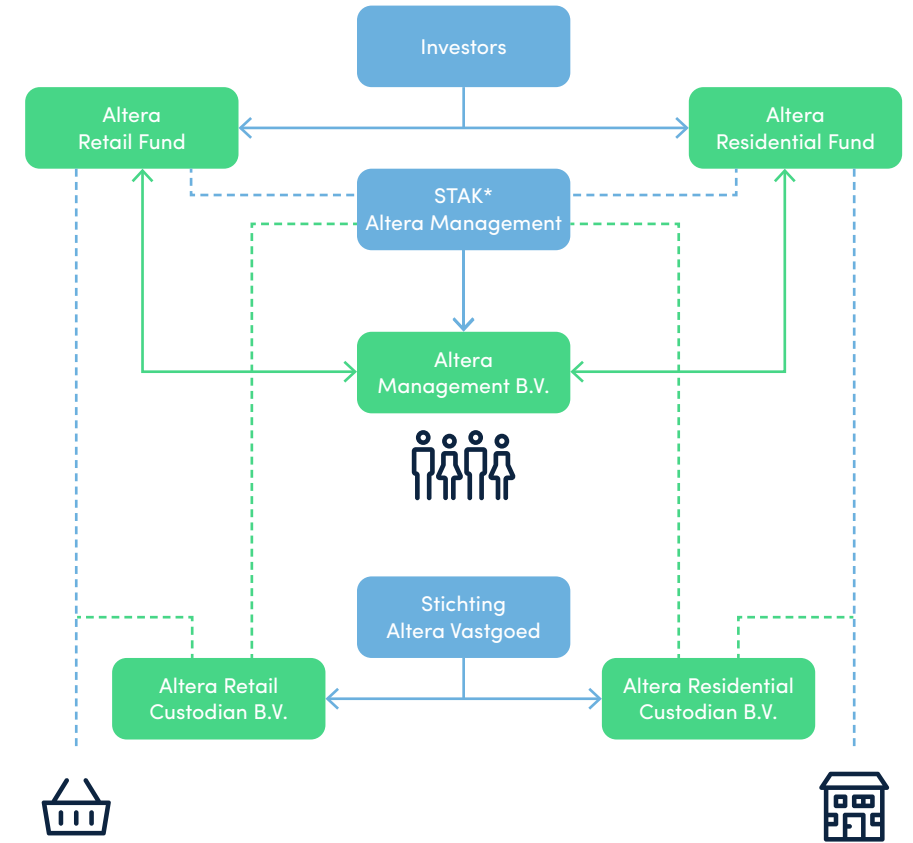 Investors
Altera
Retail Fund
Altera
Residential Fund
STAK*
Altera Management
Altera
Management B.V.
Stichting
Altera Vastgoed
Altera Retail
Custodian B.V.
Altera Residential
Custodian B.V.